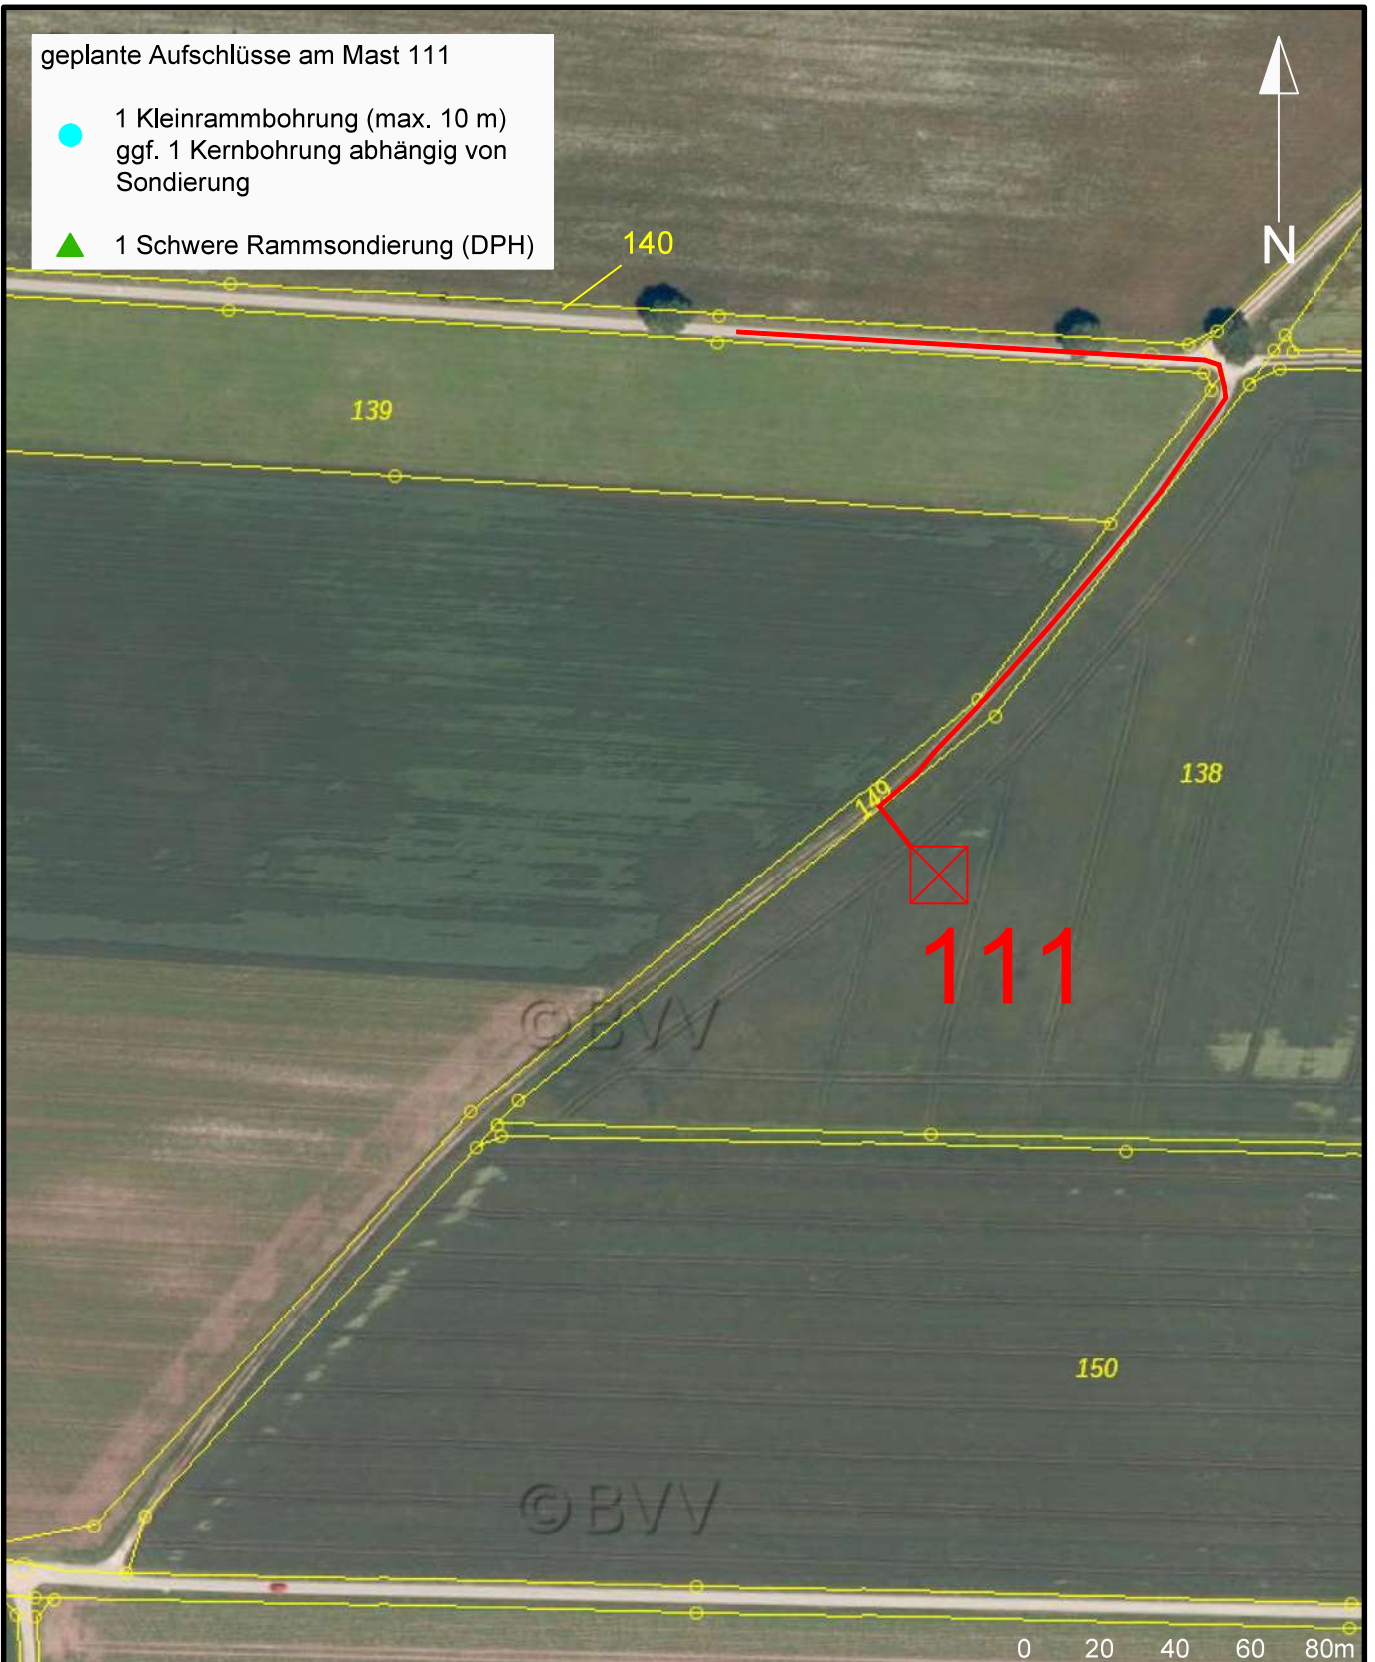 geplante Aufschlüsse am Mast 111
1 Kleinrammbohrung (max. 10 m)
ggf. 1 Kernbohrung abhängig von
Sondierung
1 Schwere Rammsondierung (DPH)
140
N
139
138
149
111
©BVV
150
©BVV
0 20 40 60 80m